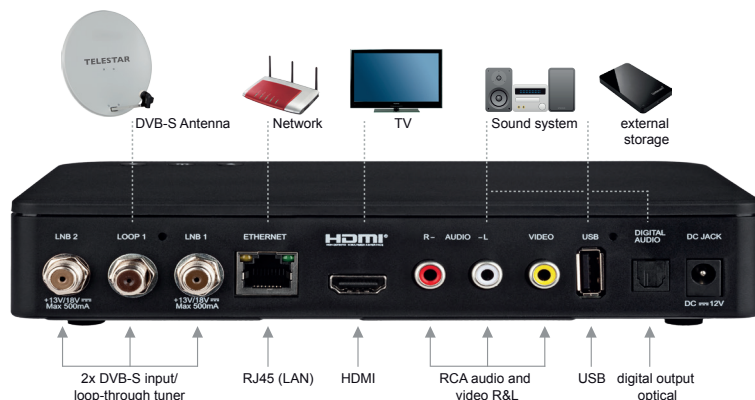 TELESTAR
DVB-S Antenna
Network
TV
Sound system
external
storage
LNB 2
LOOP 1
LNB 1
ETHERNET
HDMI
R – AUDIO – L
VIDEO
USB
DIGITAL
AUDIO
DC JACK
+13V/18V ⎓
Max 500mA
+13V/18V ⎓
Max 500mA
DC ⎓ 12V
2x DVB-S input/
loop-through tuner
RJ45 (LAN)
HDMI
RCA audio and
video R&L
USB
digital output
optical